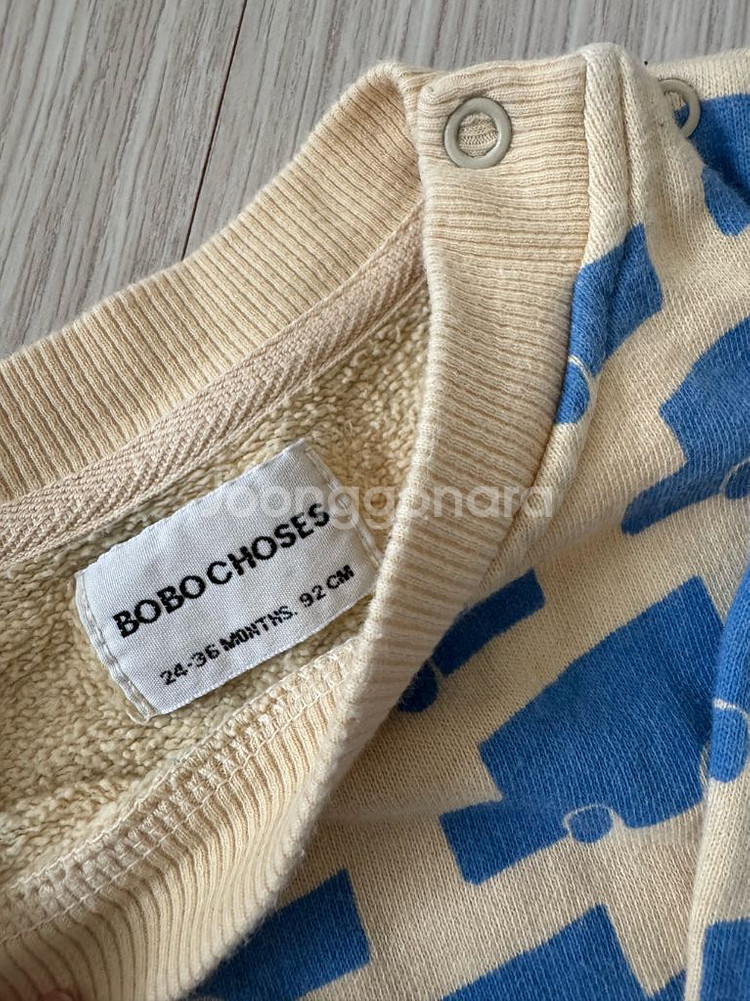 Joonggonara
BOBO CHOSES
24-36 MONTHS. 92 CM